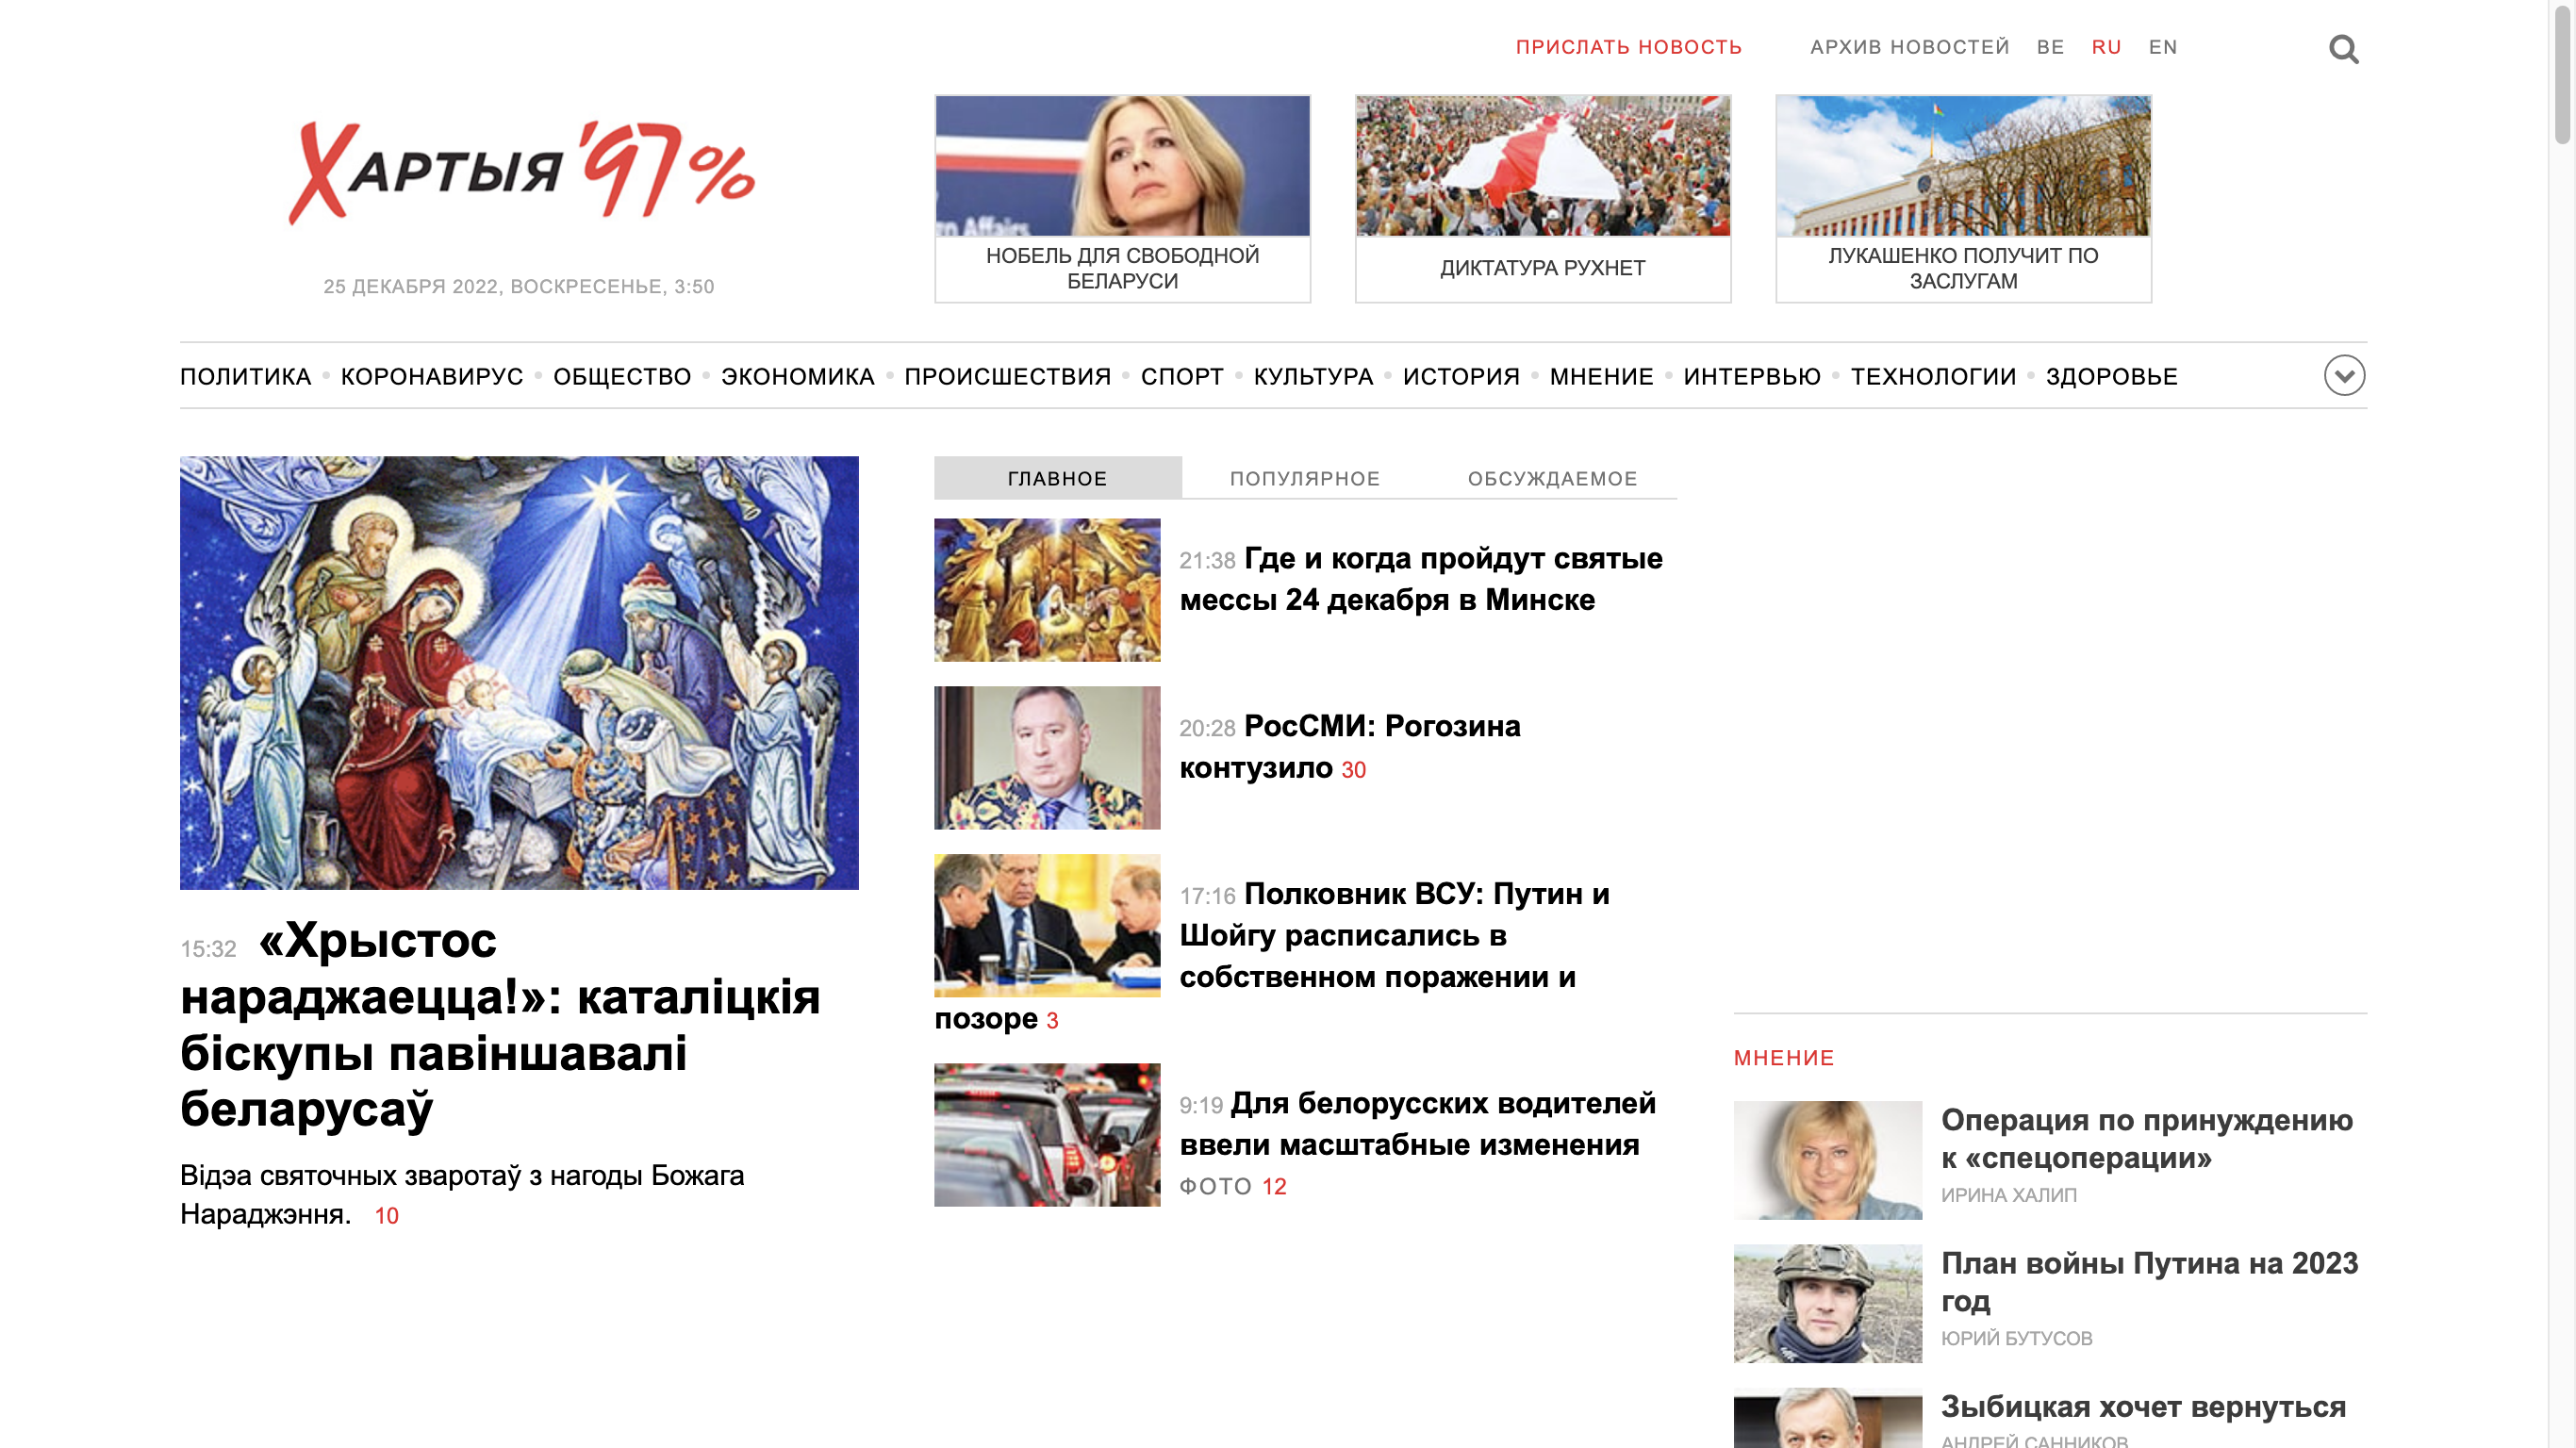 ПРИСЛАТЬ НОВОСТЬ
АРХИВ НОВОСТЕЙ BE RU EN
ХАРТЫЯ '97%
25 ДЕКАБРЯ 2022, ВОСКРЕСЕНЬЕ, 3:50
ro Affairs
НОБЕЛЬ ДЛЯ СВОБОДНОЙ
БЕЛАРУСИ
ДИКТАТУРА РУХНЕТ
ЛУКАШЕНКО ПОЛУЧИТ ПО
ЗАСЛУГАМ
ПОЛИТИКА • КОРОНАВИРУС • ОБЩЕСТВО • ЭКОНОМИКА • ПРОИСШЕСТВИЯ • СПОРТ • КУЛЬТУРА • ИСТОРИЯ • МНЕНИЕ • ИНТЕРВЬЮ • ТЕХНОЛОГИИ • ЗДОРОВЬЕ
15:32 «Хрыстос
нараджаецца!»: каталіцкія
біскупы павіншавалі
беларусаў
Відэа святочных зваротаў з нагоды Божага
Нараджэння. 10
ГЛАВНОЕ ПОПУЛЯРНОЕ ОБСУЖДАЕМОЕ
21:38 Где и когда пройдут святые
мессы 24 декабря в Минске
20:28 РосСМИ: Рогозина
контузило 30
17:16 Полковник ВСУ: Путин и
Шойгу расписались в
собственном поражении и
позоре 3
9:19 Для белорусских водителей
ввели масштабные изменения
ФОТО 12
МНЕНИЕ
Операция по принуждению
к «спецоперации»
ИРИНА ХАЛИП
План войны Путина на 2023
год
ЮРИЙ БУТУСОВ
Зыбицкая хочет вернуться
АНДРЕЙ САННИКОВ